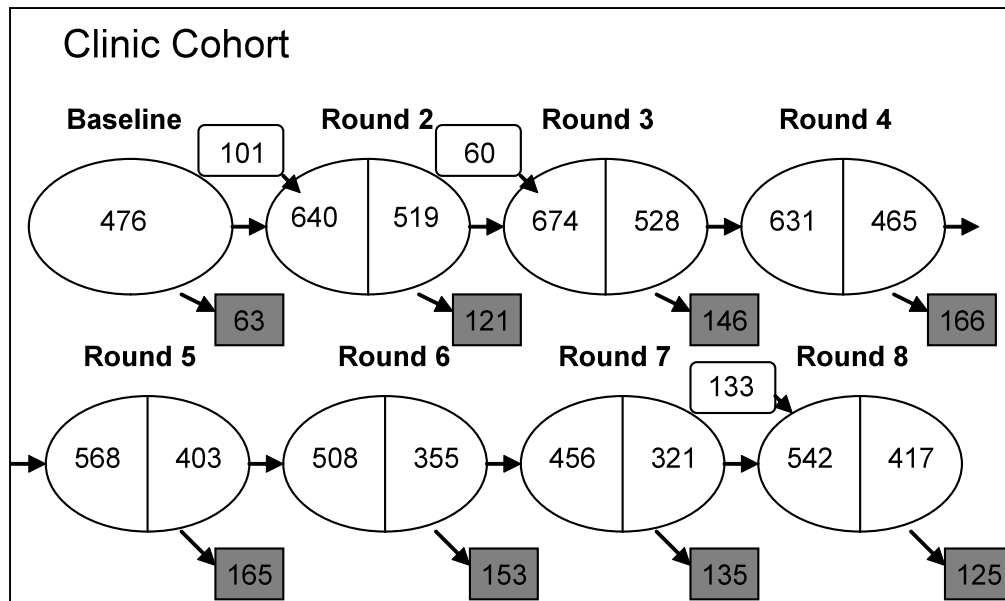 Clinic Cohort
Baseline
Round 2
Round 3
Round 4
101
60
476
640
519
674
528
631
465
63
121
146
166
Round 5
Round 6
Round 7
Round 8
133
568
403
508
355
456
321
542
417
165
153
135
125